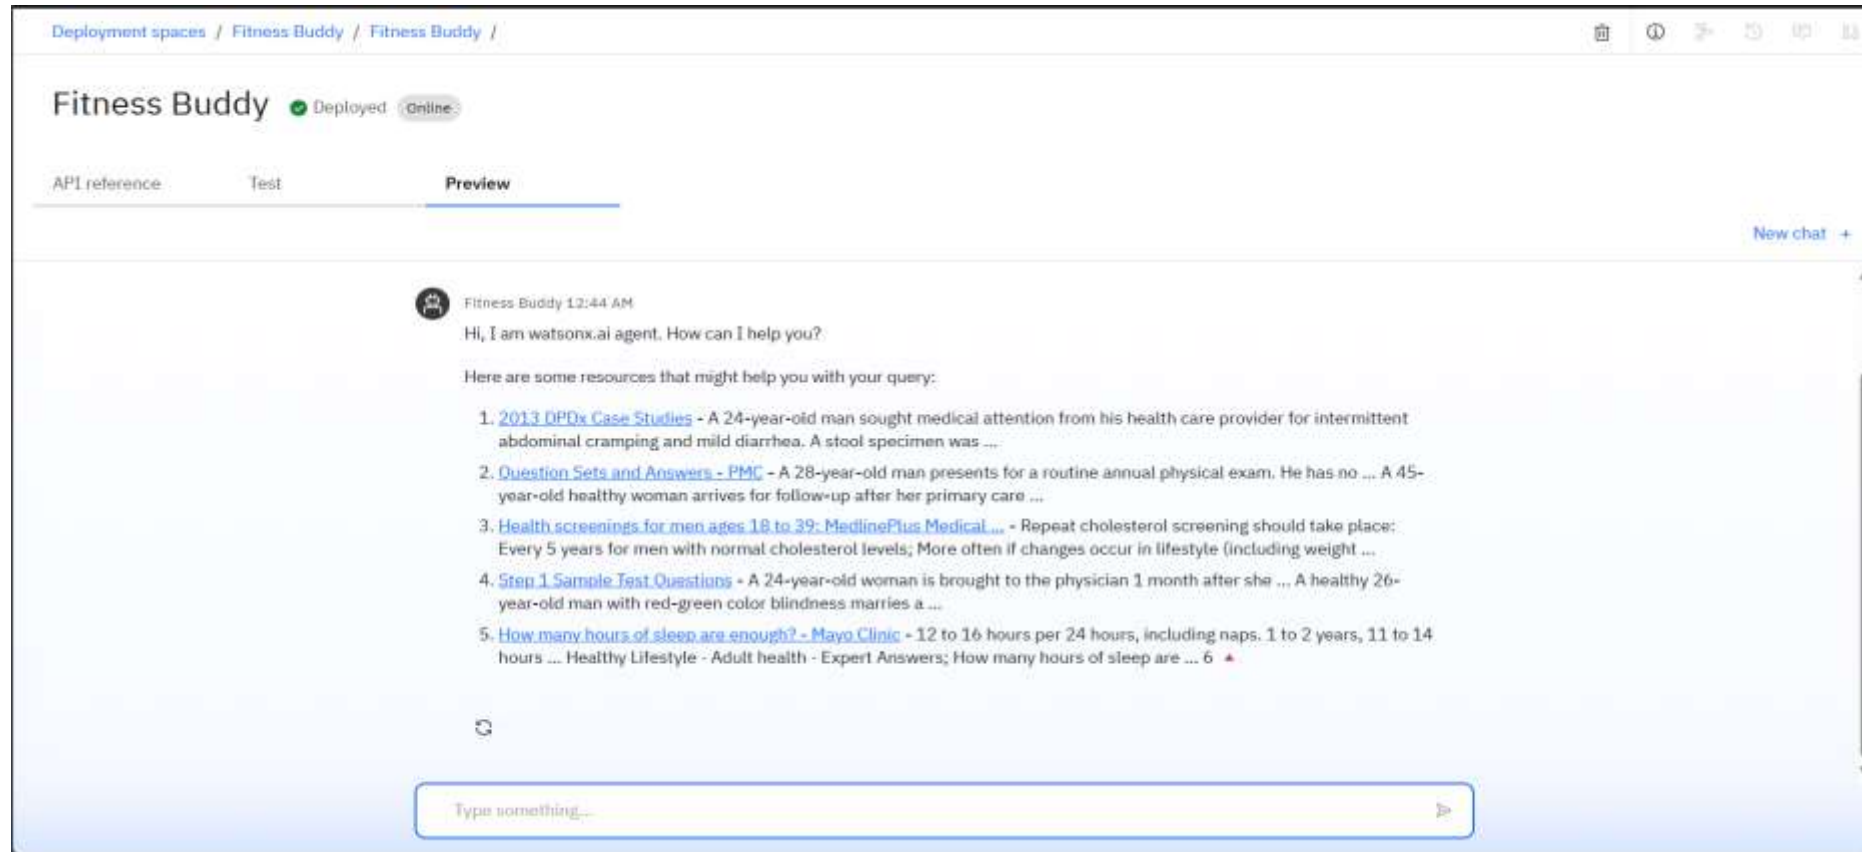 Deployment spaces / Fitness Buddy / Fitness Buddy /
Fitness Buddy Deployed Online
API reference Test Preview
New chat +
Fitness Buddy 12:44 AM
Hi, I am watsonx.ai agent. How can I help you?
Here are some resources that might help you with your query:
1. 2013 DPDx Case Studies - A 24-year-old man sought medical attention from his health care provider for intermittent
abdominal cramping and mild diarrhea. A stool specimen was ...
2. Question Sets and Answers - PMC - A 28-year-old man presents for a routine annual physical exam. He has no ... A 45-
year-old healthy woman arrives for follow-up after her primary care ...
3. Health screenings for men ages 18 to 39: MedlinePlus Medical ... - Repeat cholesterol screening should take place:
Every 5 years for men with normal cholesterol levels; More often if changes occur in lifestyle (including weight ...
4. Step 1 Sample Test Questions - A 24-year-old woman is brought to the physician 1 month after she ... A healthy 26-
year-old man with red-green color blindness marries a ...
5. How many hours of sleep are enough? - Mayo Clinic - 12 to 16 hours per 24 hours, including naps. 1 to 2 years, 11 to 14
hours ... Healthy Lifestyle - Adult health - Expert Answers; How many hours of sleep are ... 6
Type something...